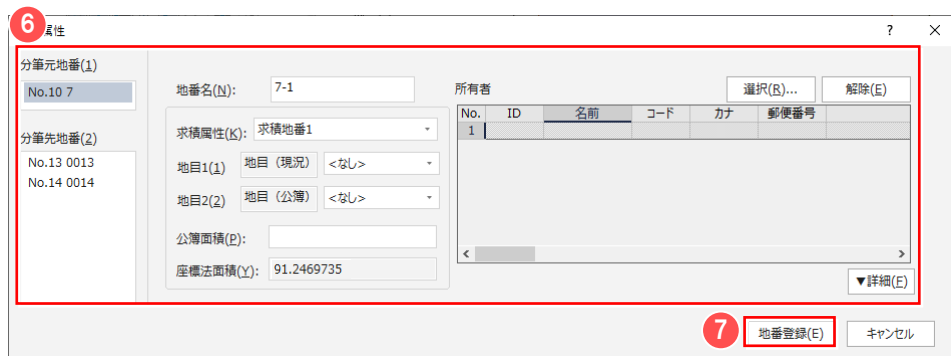 6
属性
? ×
分筆元地番(1)
No.10 7
分筆先地番(2)
No.13 0013
No.14 0014
地番名(N): 7-1
求積属性(K): 求積地番1
地目1(1) 地目（現況） <なし>
地目2(2) 地目（公簿） <なし>
公簿面積(P):
座標法面積(Y): 91.2469735
所有者 選択(R)... 解除(E)
No. ID 名前 コード カナ 郵便番号
1
▼詳細(F)
7 地番登録(E) キャンセル